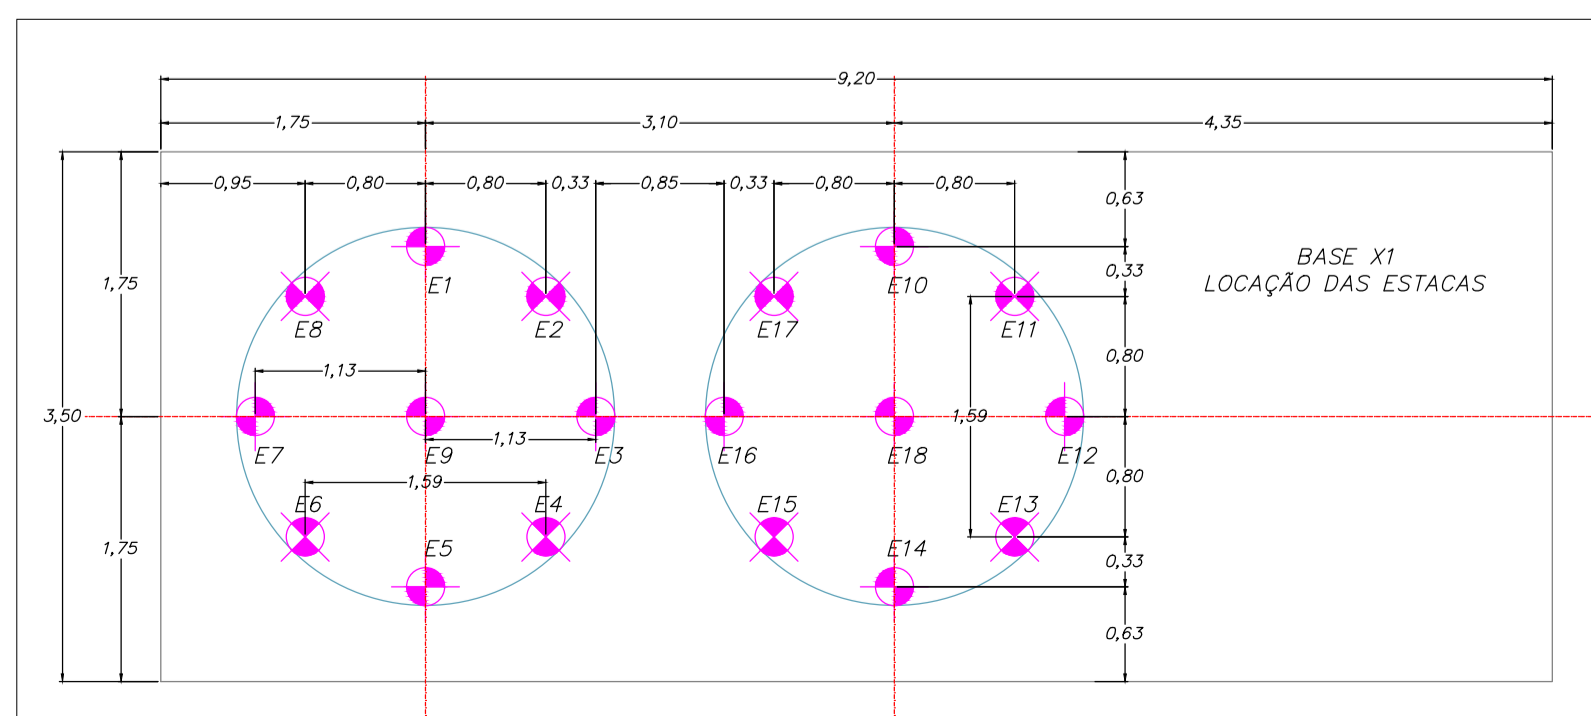 9,20
1,75 3,10 4,35
0,95 0,80 0,80 0,33 0,85 0,33 0,80 0,80
0,63
BASE X1
LOCAÇÃO DAS ESTACAS
1,75
E1
E10
0,33
E8
E2
E17
E11
0,80
1,13
3,50
1,59
1,13
E7
E9
E3
E16
E18
E12
1,59
0,80
E6
E4
E15
E13
1,75
E5
E14
0,33
0,63